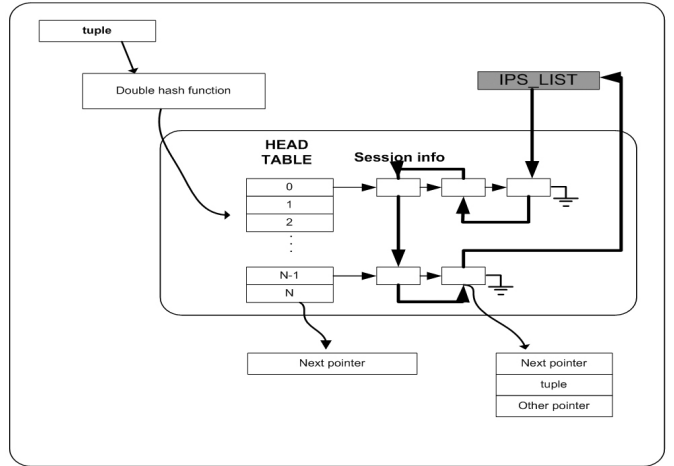 tuple
Double hash function
IPS_LIST
HEAD
TABLE
Session info
0
1
2
N-1
N
Next pointer
Next pointer
tuple
Other pointer